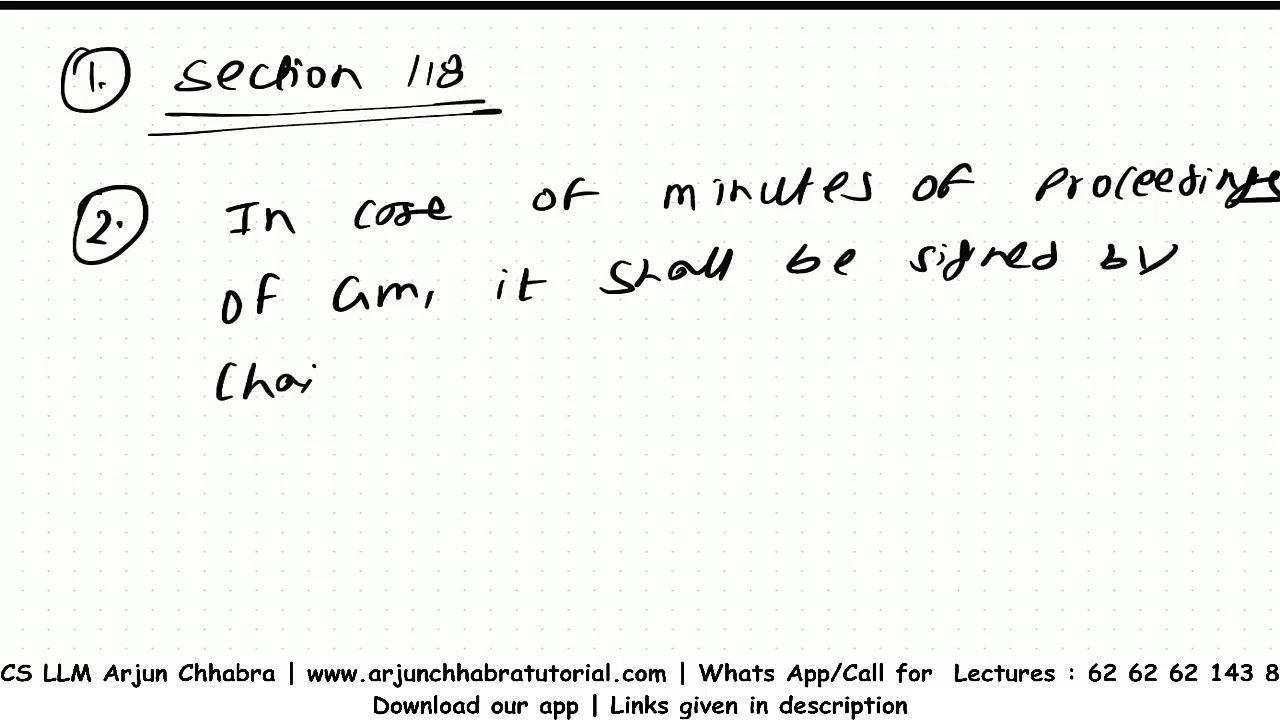 1. Section 118
2. In case of minutes of Proceedings
of Gm, it shall be signed by
Chai
CS LLM Arjun Chhabra | www.arjunchhabratutorial.com | Whats App/Call for Lectures : 62 62 62 143 8
Download our app | Links given in description